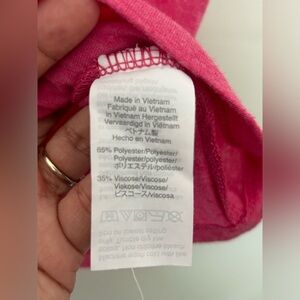 Made in Vietnam
Fabriqué au Vietnam
in Vietnam Hergestellt
Vervaardigd in Vietnam
ベトナム製
Hecho en Vietnam
65% Polyester/Polyester/
Polyester/polyester/
ポリエステル/poliéster
35% Viscose/Viscose/
Viskose/Viscose/
ビスコース/Viscosa